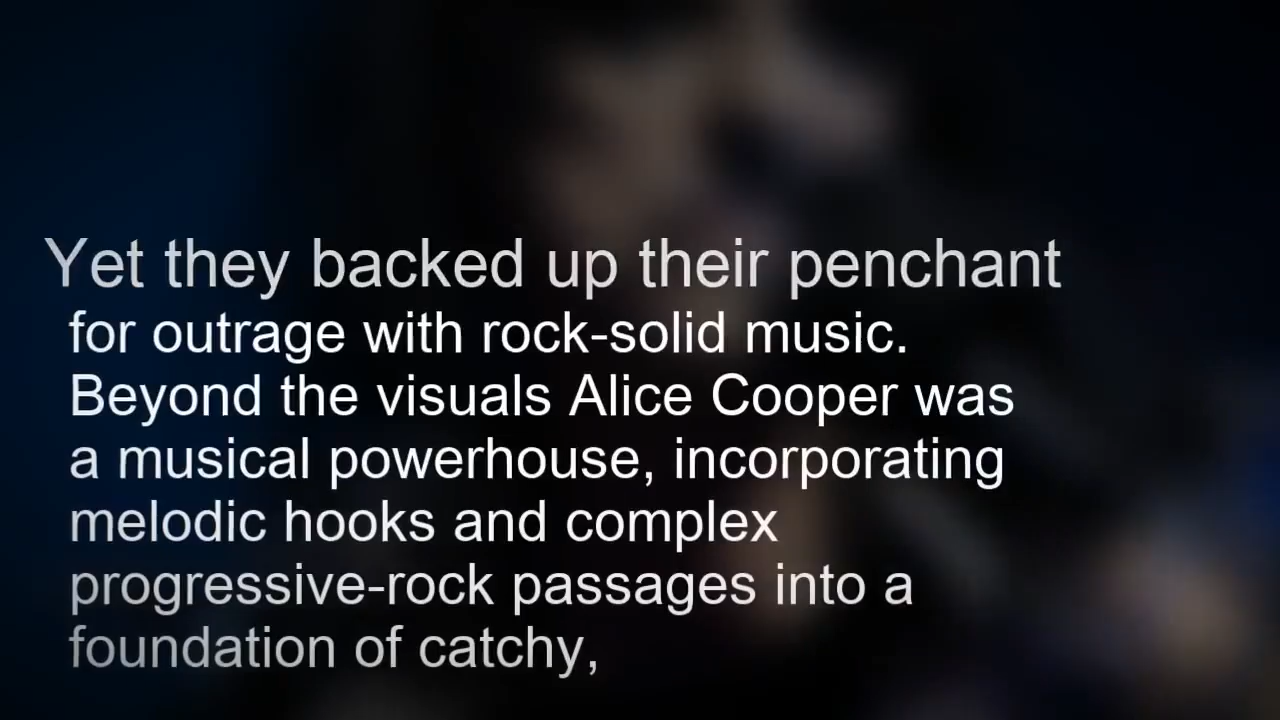 Yet they backed up their penchant
for outrage with rock-solid music.
Beyond the visuals Alice Cooper was
a musical powerhouse, incorporating
melodic hooks and complex
progressive-rock passages into a
foundation of catchy,